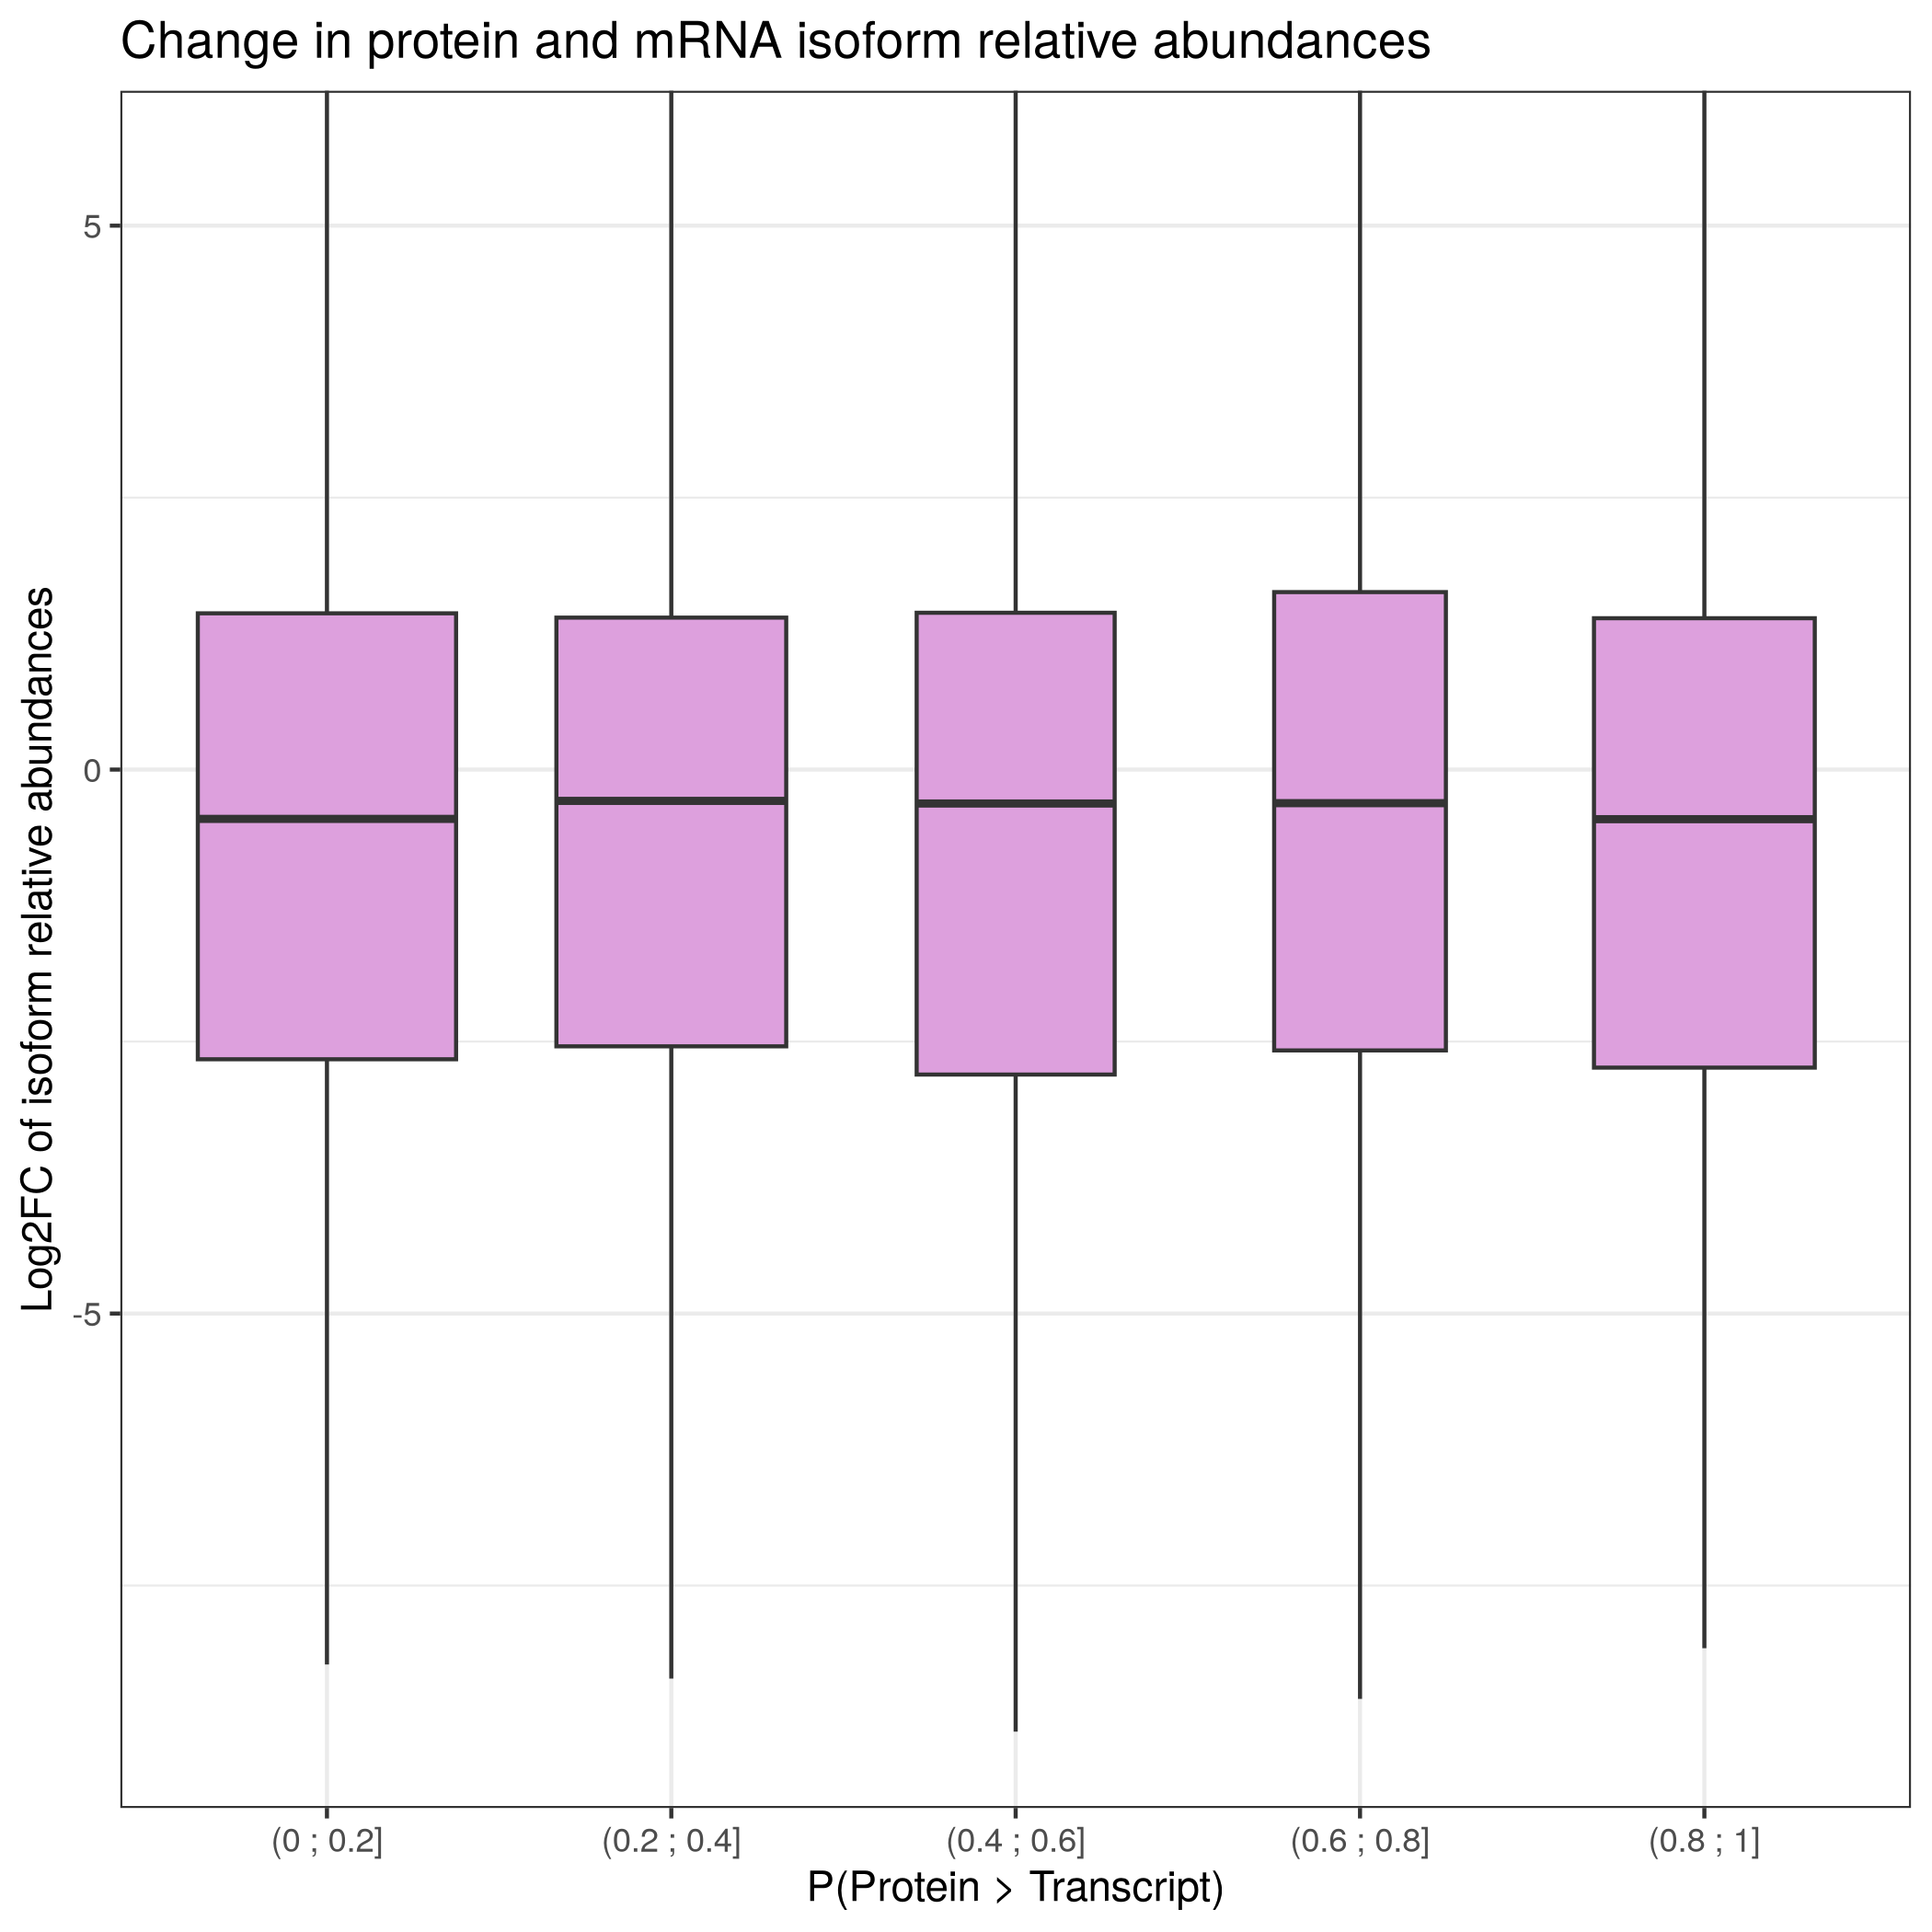 Change in protein and mRNA isoform relative abundances
Log2FC of isoform relative abundances
5
0
-5
(0 ; 0.2]
(0.2 ; 0.4]
(0.4 ; 0.6]
(0.6 ; 0.8]
(0.8 ; 1]
P(Protein > Transcript)